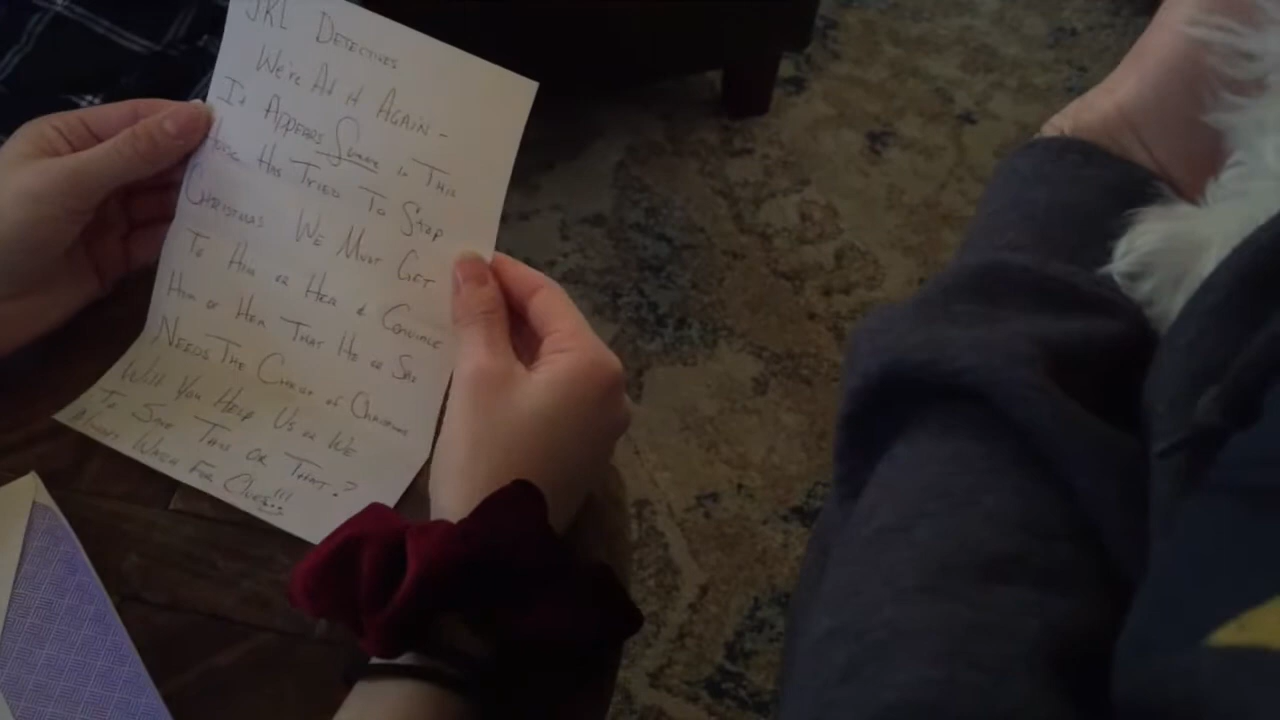 JKL DETECTIVES
We're At it AGAiN -
It APPEARS Someone in This
House HAS TRIED TO STOP
CHRISTMAS WE MUST GET
To Him or HER & CONVINCE
Him or HER THAT HE or She
NEEDS THE CHEER of CHRISTMAS
Will YOU HELP US or WE
To THIS OR THAT?
Always WATCH FOR CLUES!!!